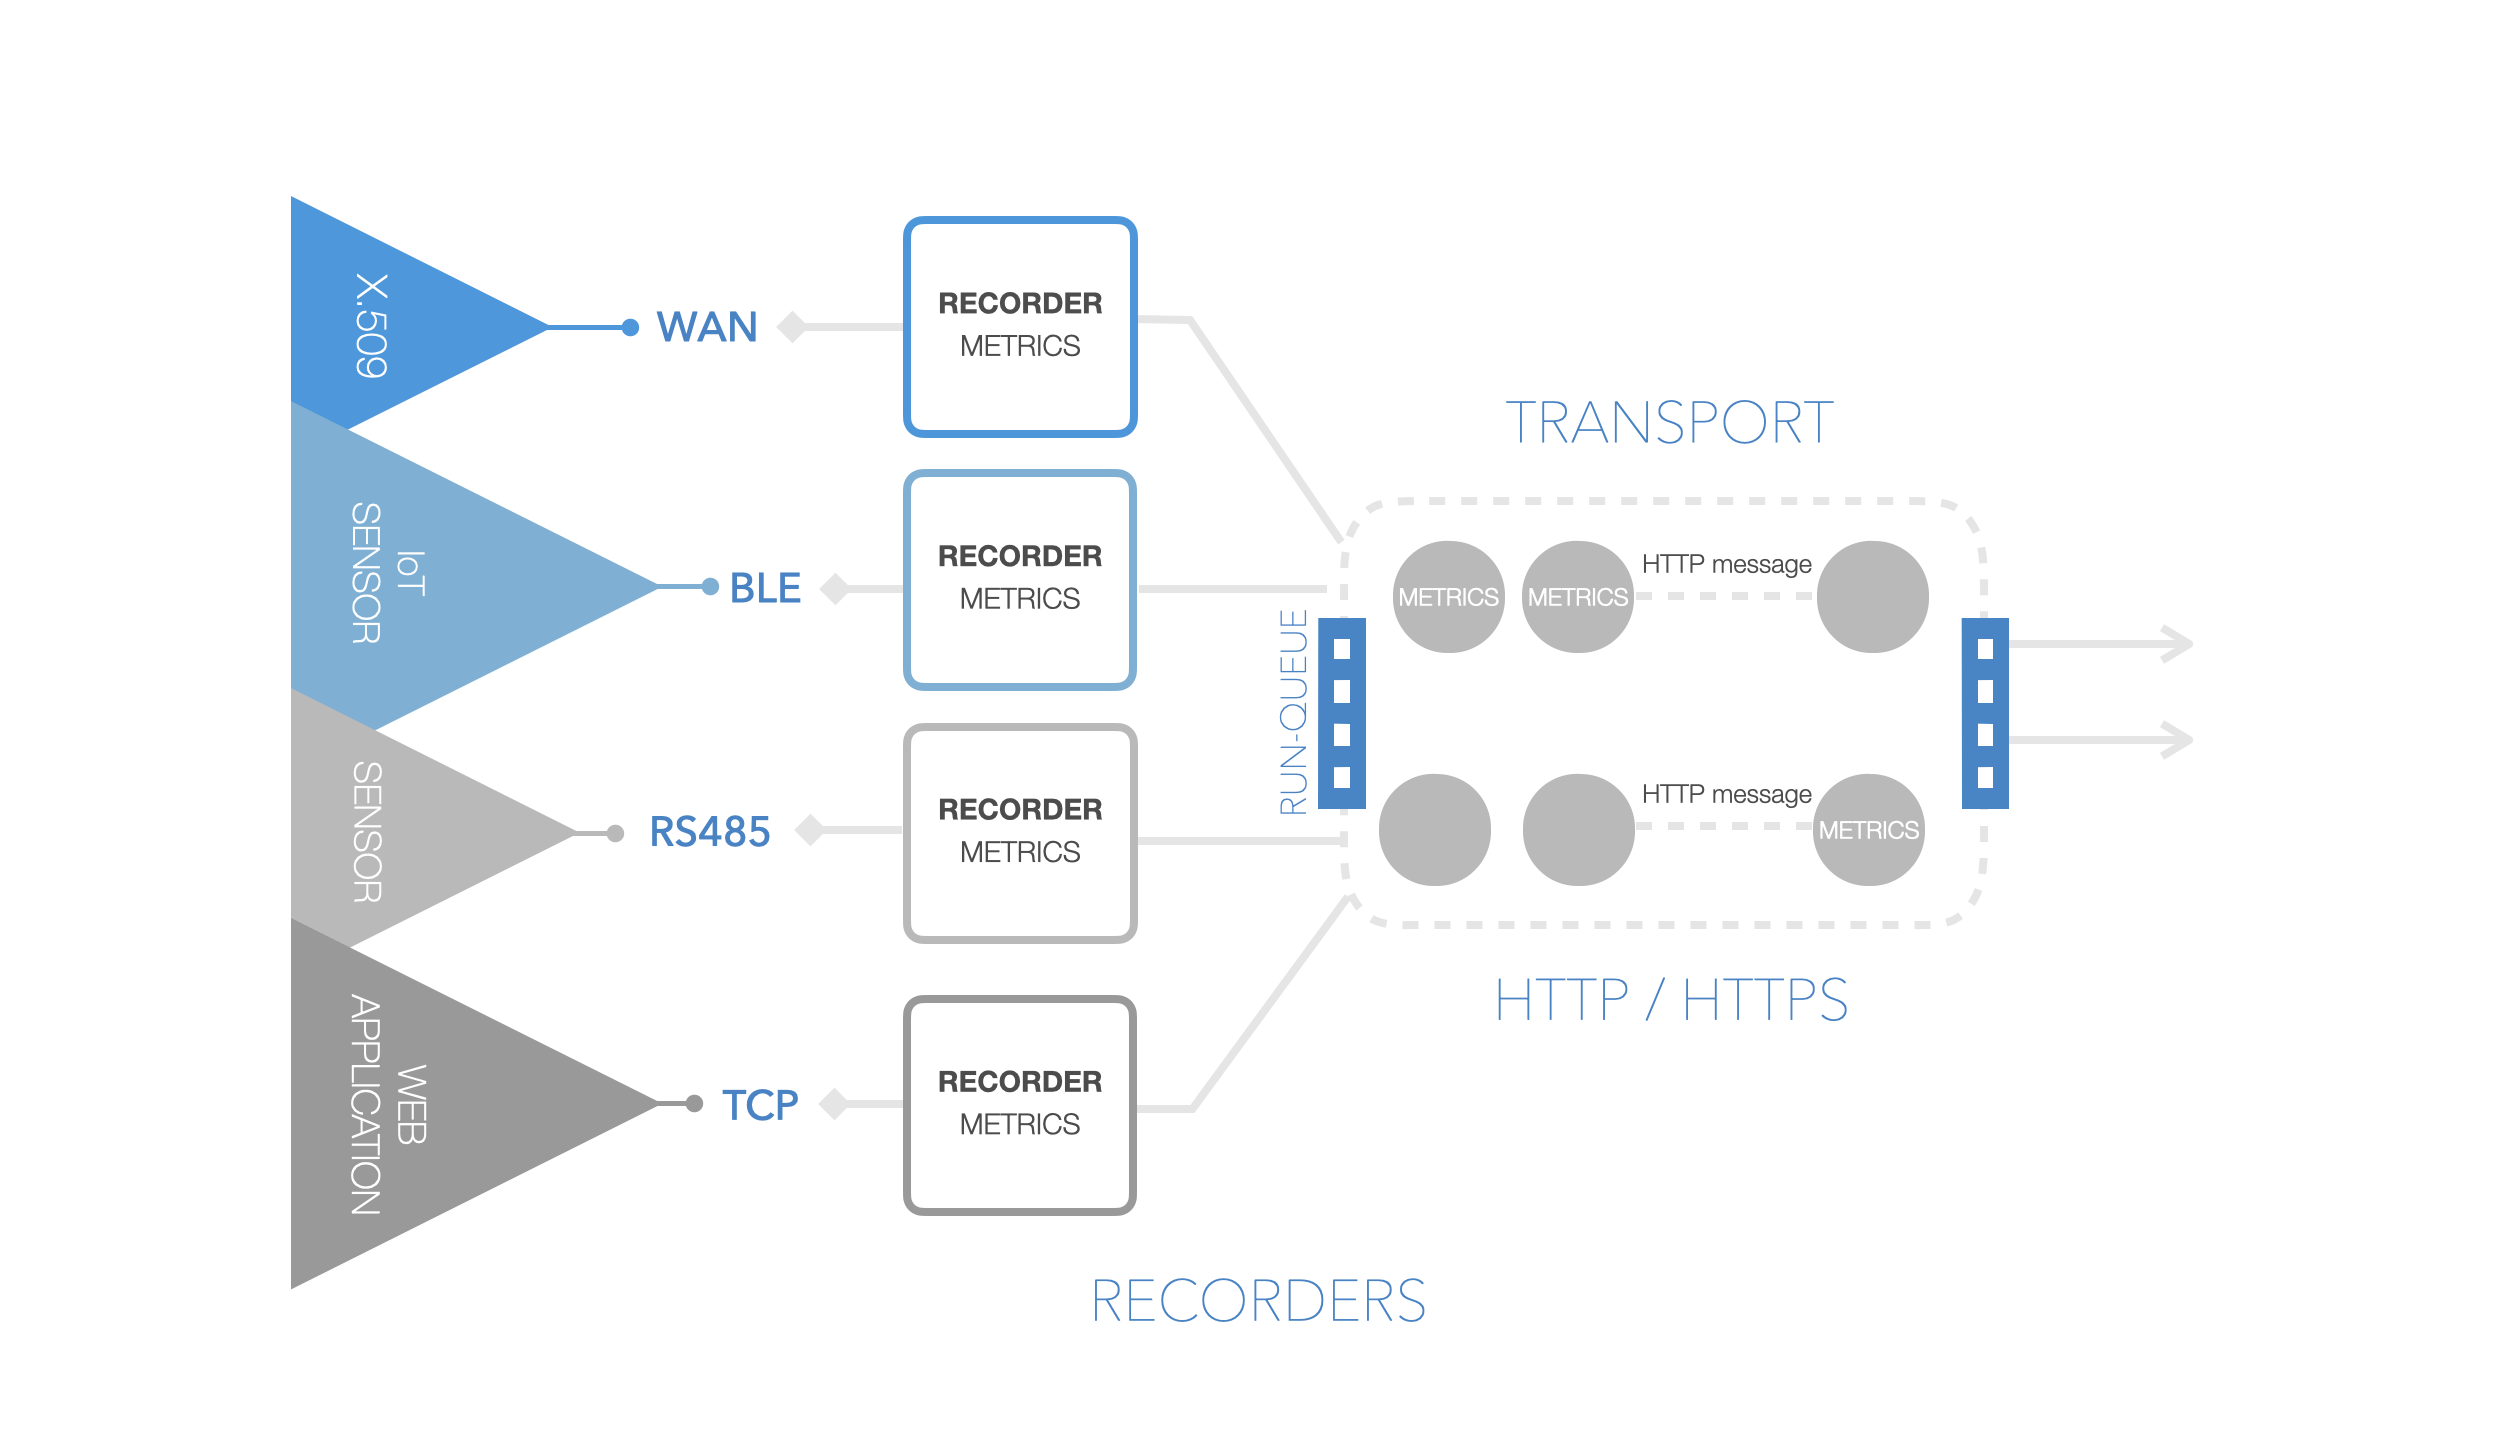 X.509
WAN
RECORDER
METRICS
IoT
SENSOR
BLE
RECORDER
METRICS
SENSOR
RS485
RECORDER
METRICS
WEB
APPLICATION
TCP
RECORDER
METRICS
RECORDERS
TRANSPORT
RUN-QUEUE
METRICS
METRICS
HTTP message
HTTP message
METRICS
HTTP / HTTPS